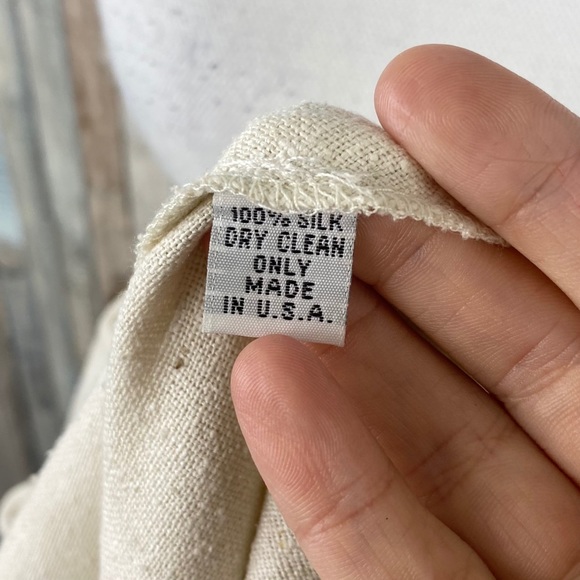 100% SILK
DRY CLEAN
ONLY
MADE
IN U.S.A.